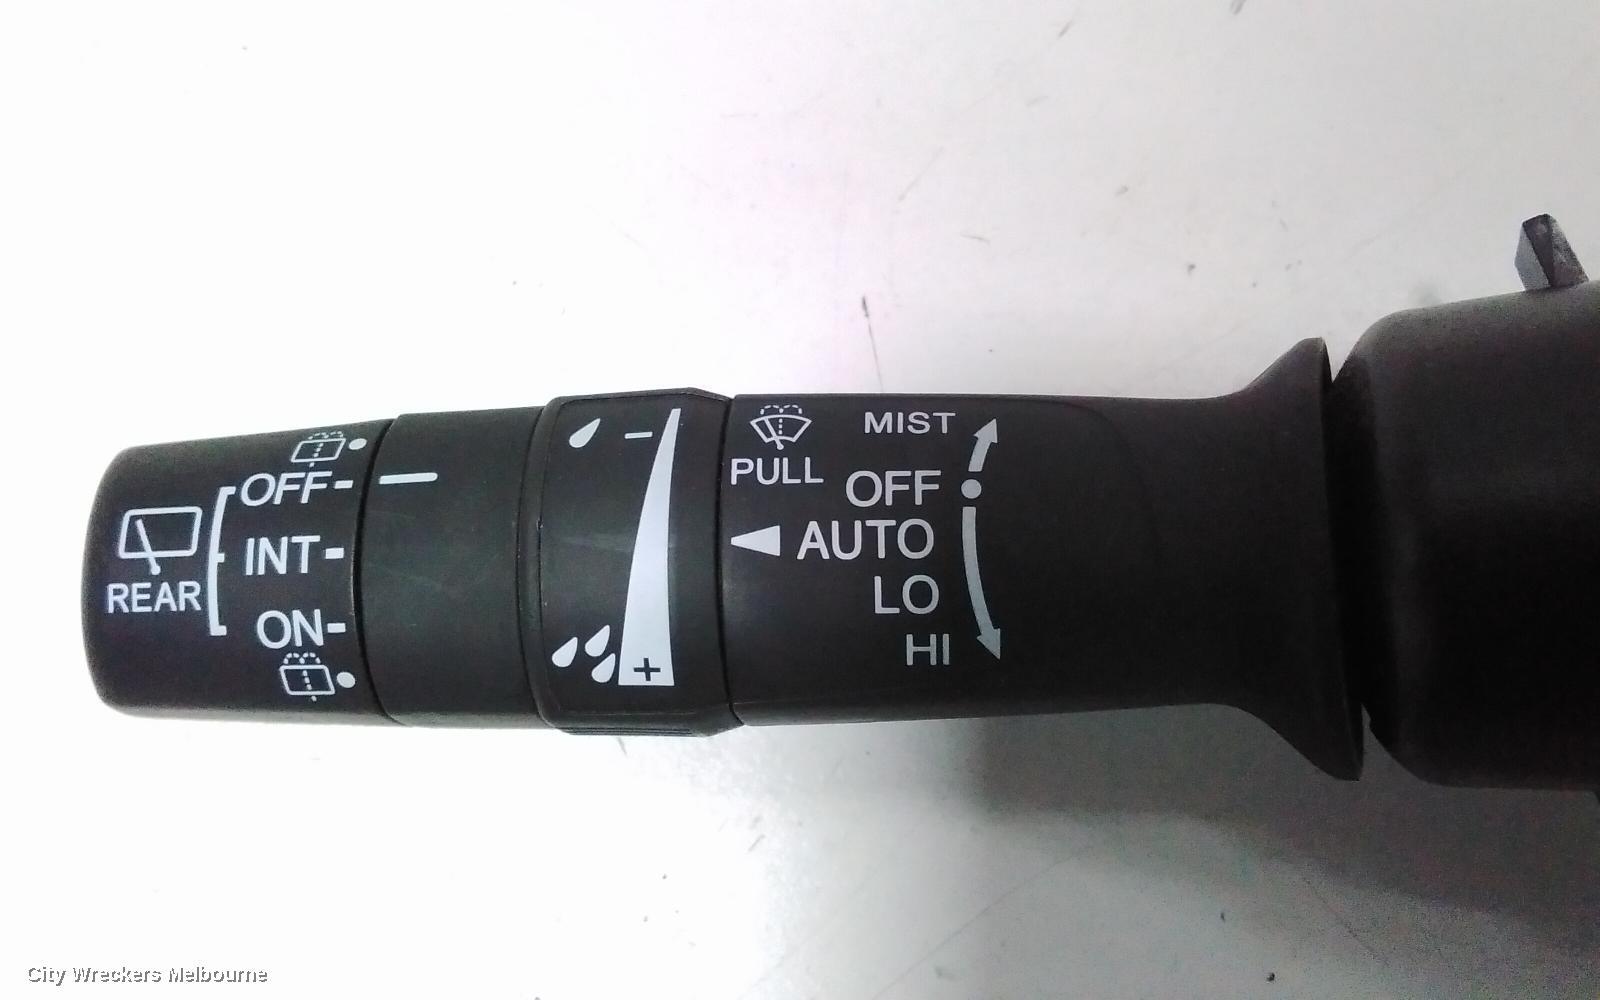 MIST
PULL
OFF
AUTO
LO
HI
- 
+
OFF-
INT-
ON-
REAR
City Wreckers Melbourne